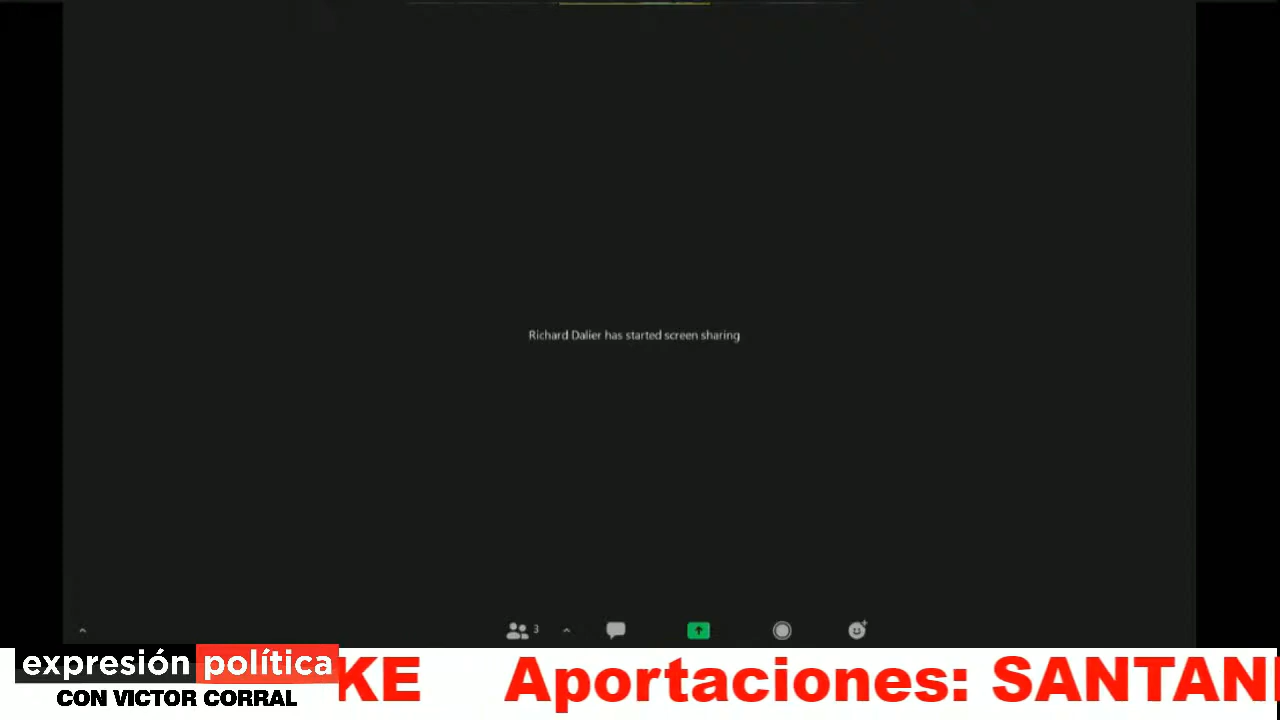 Richard Dalier has started screen sharing
3
expresión política
CON VICTOR CORRAL
KE Aportaciones: SANTAN